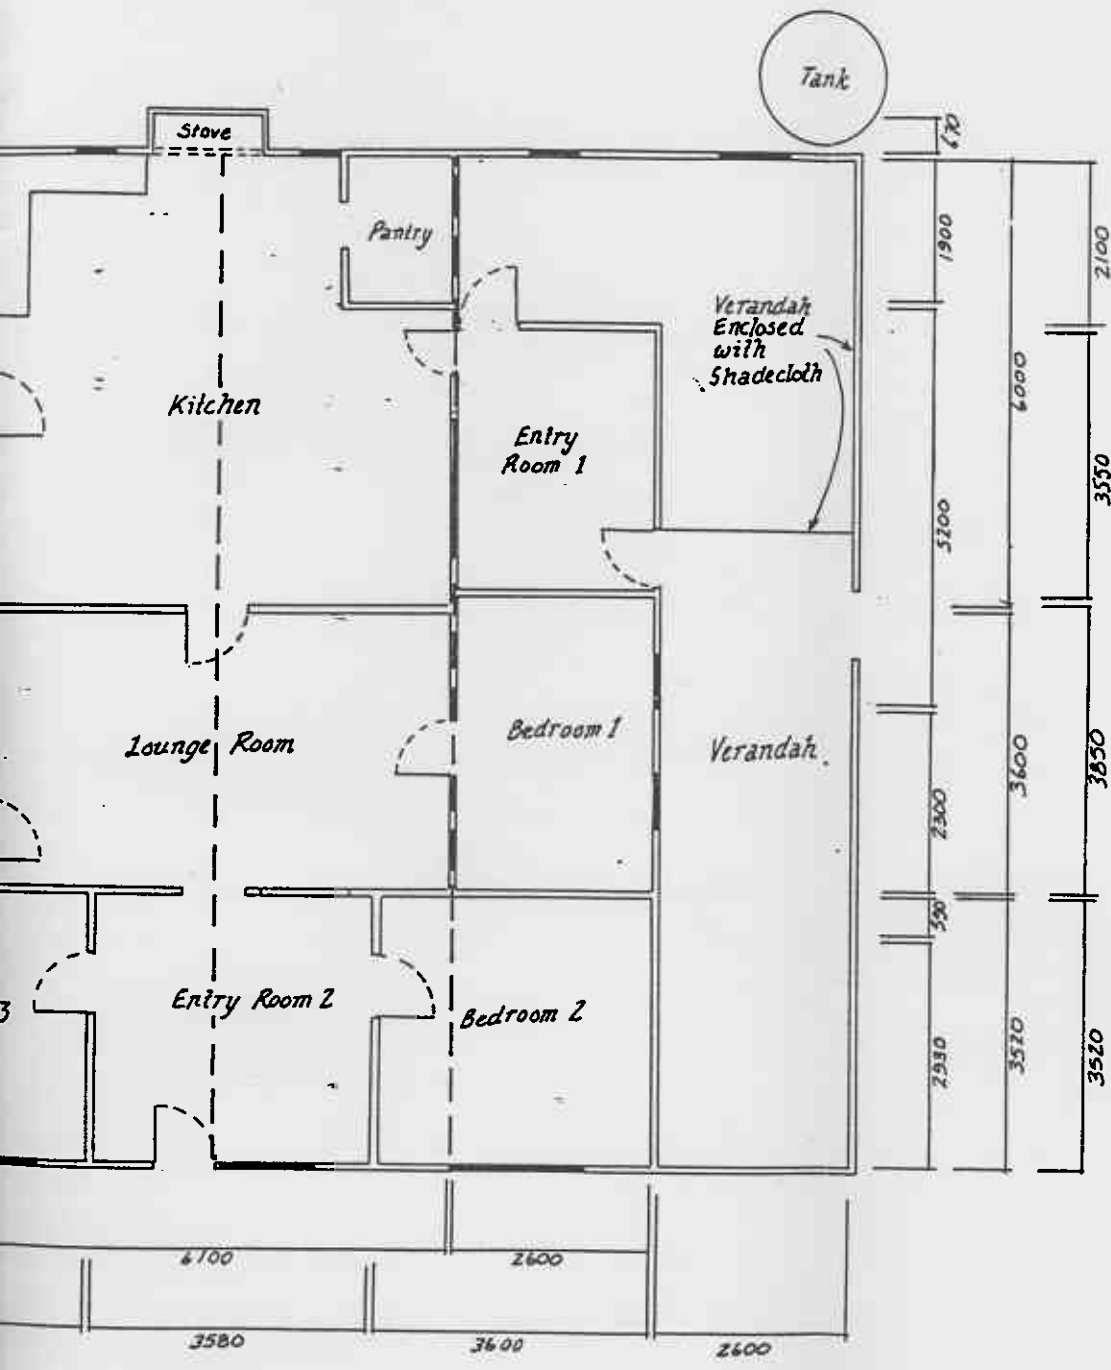 Tank
Stove
670
Pantry
1900
2100
Verandah
Enclosed
with
Shadecloth
Kitchen
6000
Entry
Room 1
3550
5200
Lounge Room
Bedroom 1
Verandah
3600
3850
2300
590
3
Entry Room 2
Bedroom 2
2930
3520
3520
6100
2600
3580
3600
2600